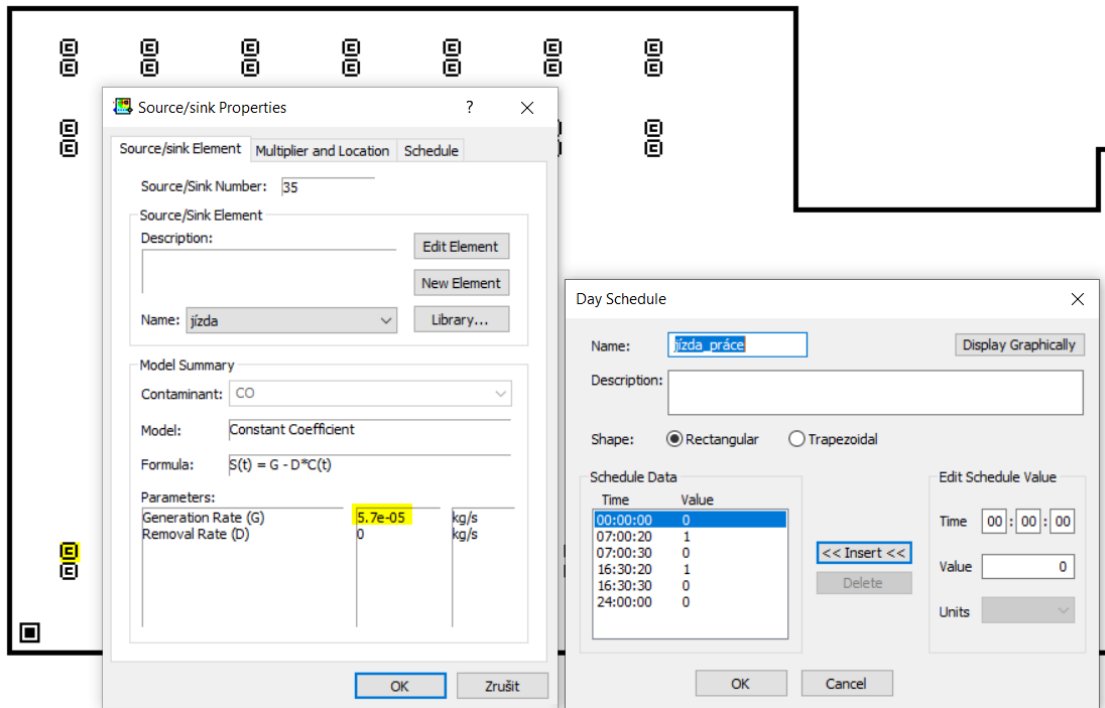 Source/sink Properties
?
Source/sink Element
Multiplier and Location
Schedule
Source/Sink Number: 35
Source/Sink Element
Description:
Edit Element
New Element
Name: jízda
Library...
Model Summary
Contaminant: CO
Model: Constant Coefficient
Formula: S(t) = G - D*C(t)
Parameters:
Generation Rate (G) 5.7e-05 kg/s
Removal Rate (D) 0 kg/s
OK Zrušit
Day Schedule
Name: jízda_práce Display Graphically
Description:
Shape: Rectangular Trapezoidal
Schedule Data
Time Value
00:00:00 0
07:00:20 1
07:00:30 0
16:30:20 1
16:30:30 0
24:00:00 0
<< Insert <<
Delete
Edit Schedule Value
Time 00 : 00 : 00
Value 0
Units
OK Cancel